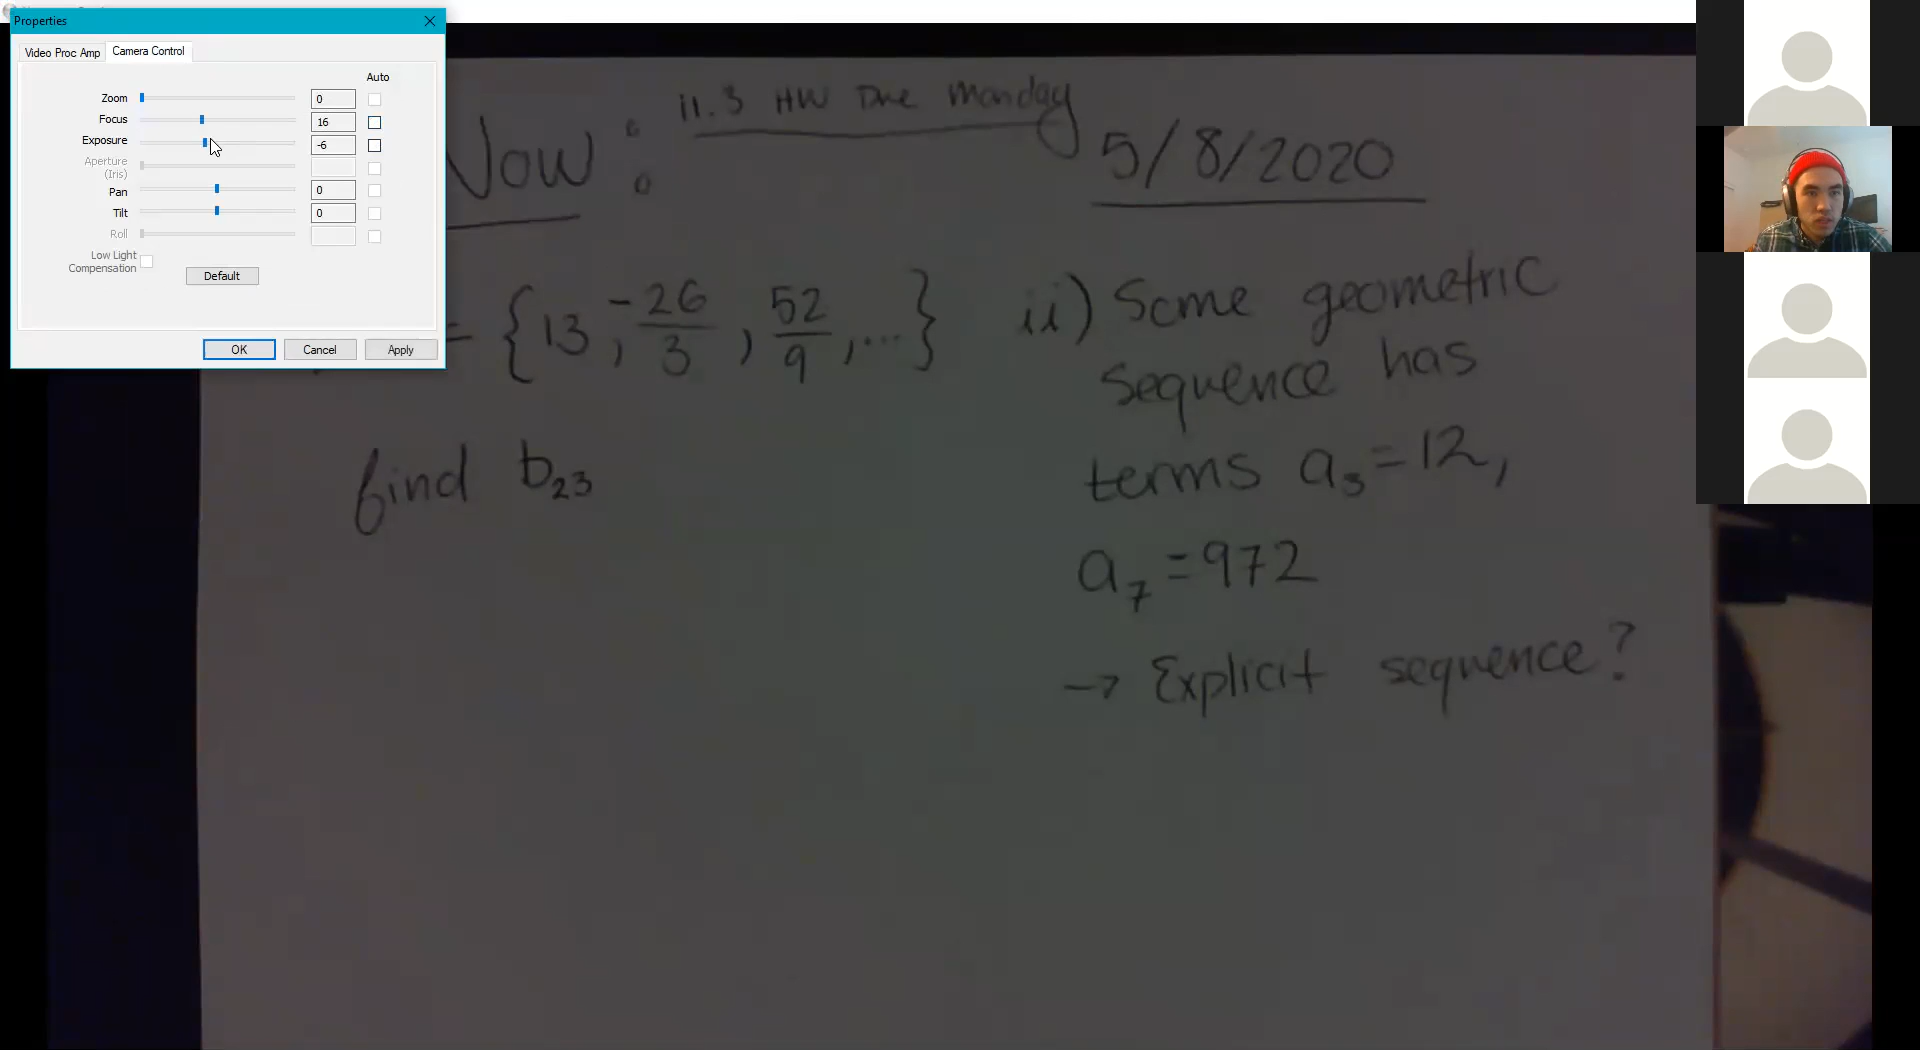 Properties
Video Proc Amp
Camera Control
Auto
Zoom
0
Focus
16
Exposure
-6
Aperture
(Iris)
Pan
0
Tilt
0
Roll
Low Light
Compensation
Default
OK
Cancel
Apply
Now:
11.3 HW Due Monday
5/8/2020
= {13, -26/3, 52/9, ...}
find b₂₃
ii) Some geometric
sequence has
terms a₃=12,
a₇=972
→ Explicit sequence?